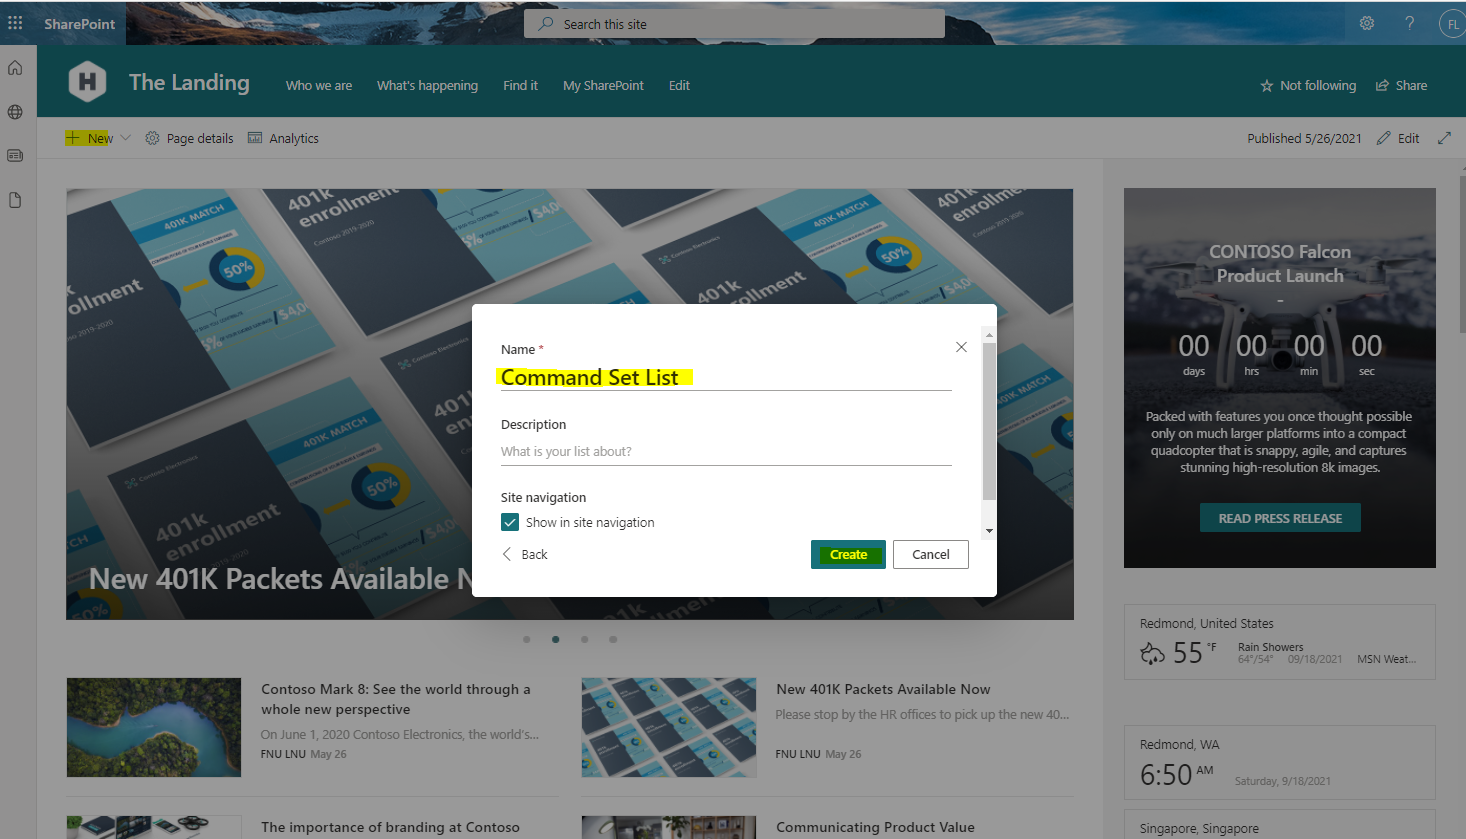 SharePoint
Search this site
?
FL
H
The Landing
Who we are
What's happening
Find it
My SharePoint
Edit
Not following
Share
New
Page details
Analytics
Published 5/26/2021
Edit
401K MATCH
50%
401k
enrollment
Contoso 2019-2020
Contoso Electronics
New 401K Packets Available N
Name *
Command Set List
Description
What is your list about?
Site navigation
Show in site navigation
Back
Create
Cancel
CONTOSO Falcon
Product Launch
-
00 00 00 00
days hrs min sec
Packed with features you once thought possible
only on much larger platforms into a compact
quadcopter that is snappy, agile, and captures
stunning high-resolution 8k images.
READ PRESS RELEASE
Redmond, United States
55 °F
Rain Showers
64°/54° 09/18/2021 MSN Weat...
Redmond, WA
6:50 AM
Saturday, 9/18/2021
Singapore, Singapore
Contoso Mark 8: See the world through a
whole new perspective
On June 1, 2020 Contoso Electronics, the world's...
FNU LNU May 26
New 401K Packets Available Now
Please stop by the HR offices to pick up the new 40...
FNU LNU May 26
The importance of branding at Contoso
Communicating Product Value